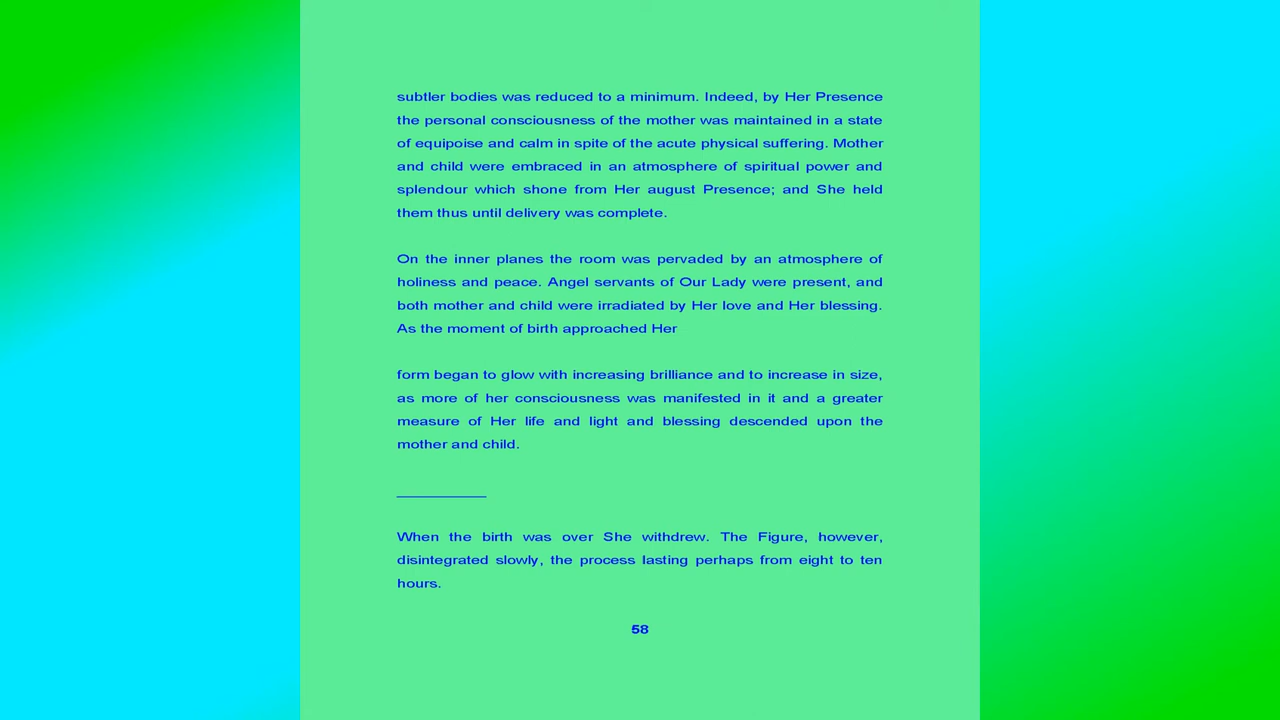 subtler bodies was reduced to a minimum. Indeed, by Her Presence
the personal consciousness of the mother was maintained in a state
of equipoise and calm in spite of the acute physical suffering. Mother
and child were embraced in an atmosphere of spiritual power and
splendour which shone from Her august Presence; and She held
them thus until delivery was complete.
On the inner planes the room was pervaded by an atmosphere of
holiness and peace. Angel servants of Our Lady were present, and
both mother and child were irradiated by Her love and Her blessing.
As the moment of birth approached Her
form began to glow with increasing brilliance and to increase in size,
as more of her consciousness was manifested in it and a greater
measure of Her life and light and blessing descended upon the
mother and child.
When the birth was over She withdrew. The Figure, however,
disintegrated slowly, the process lasting perhaps from eight to ten
hours.
58